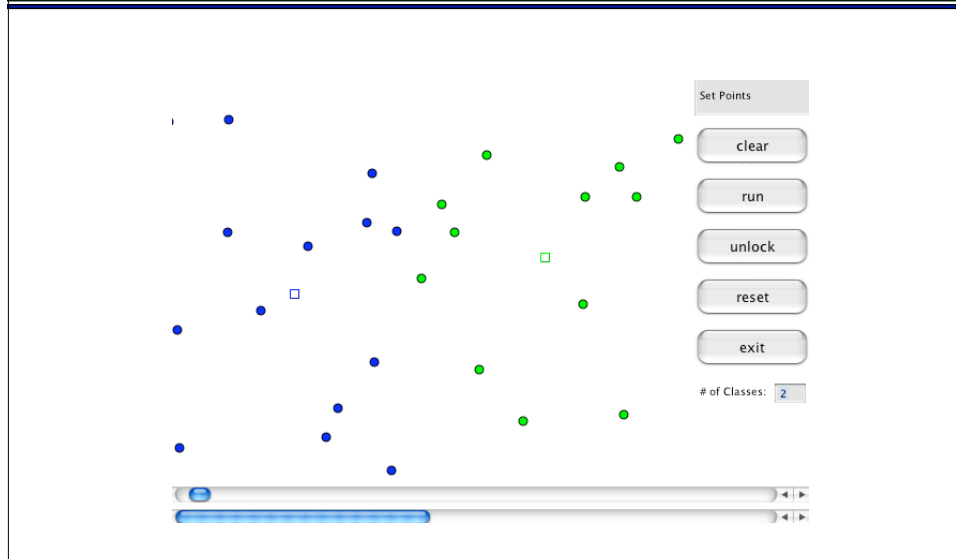 Set Points
clear
run
unlock
reset
exit
# of Classes: 2